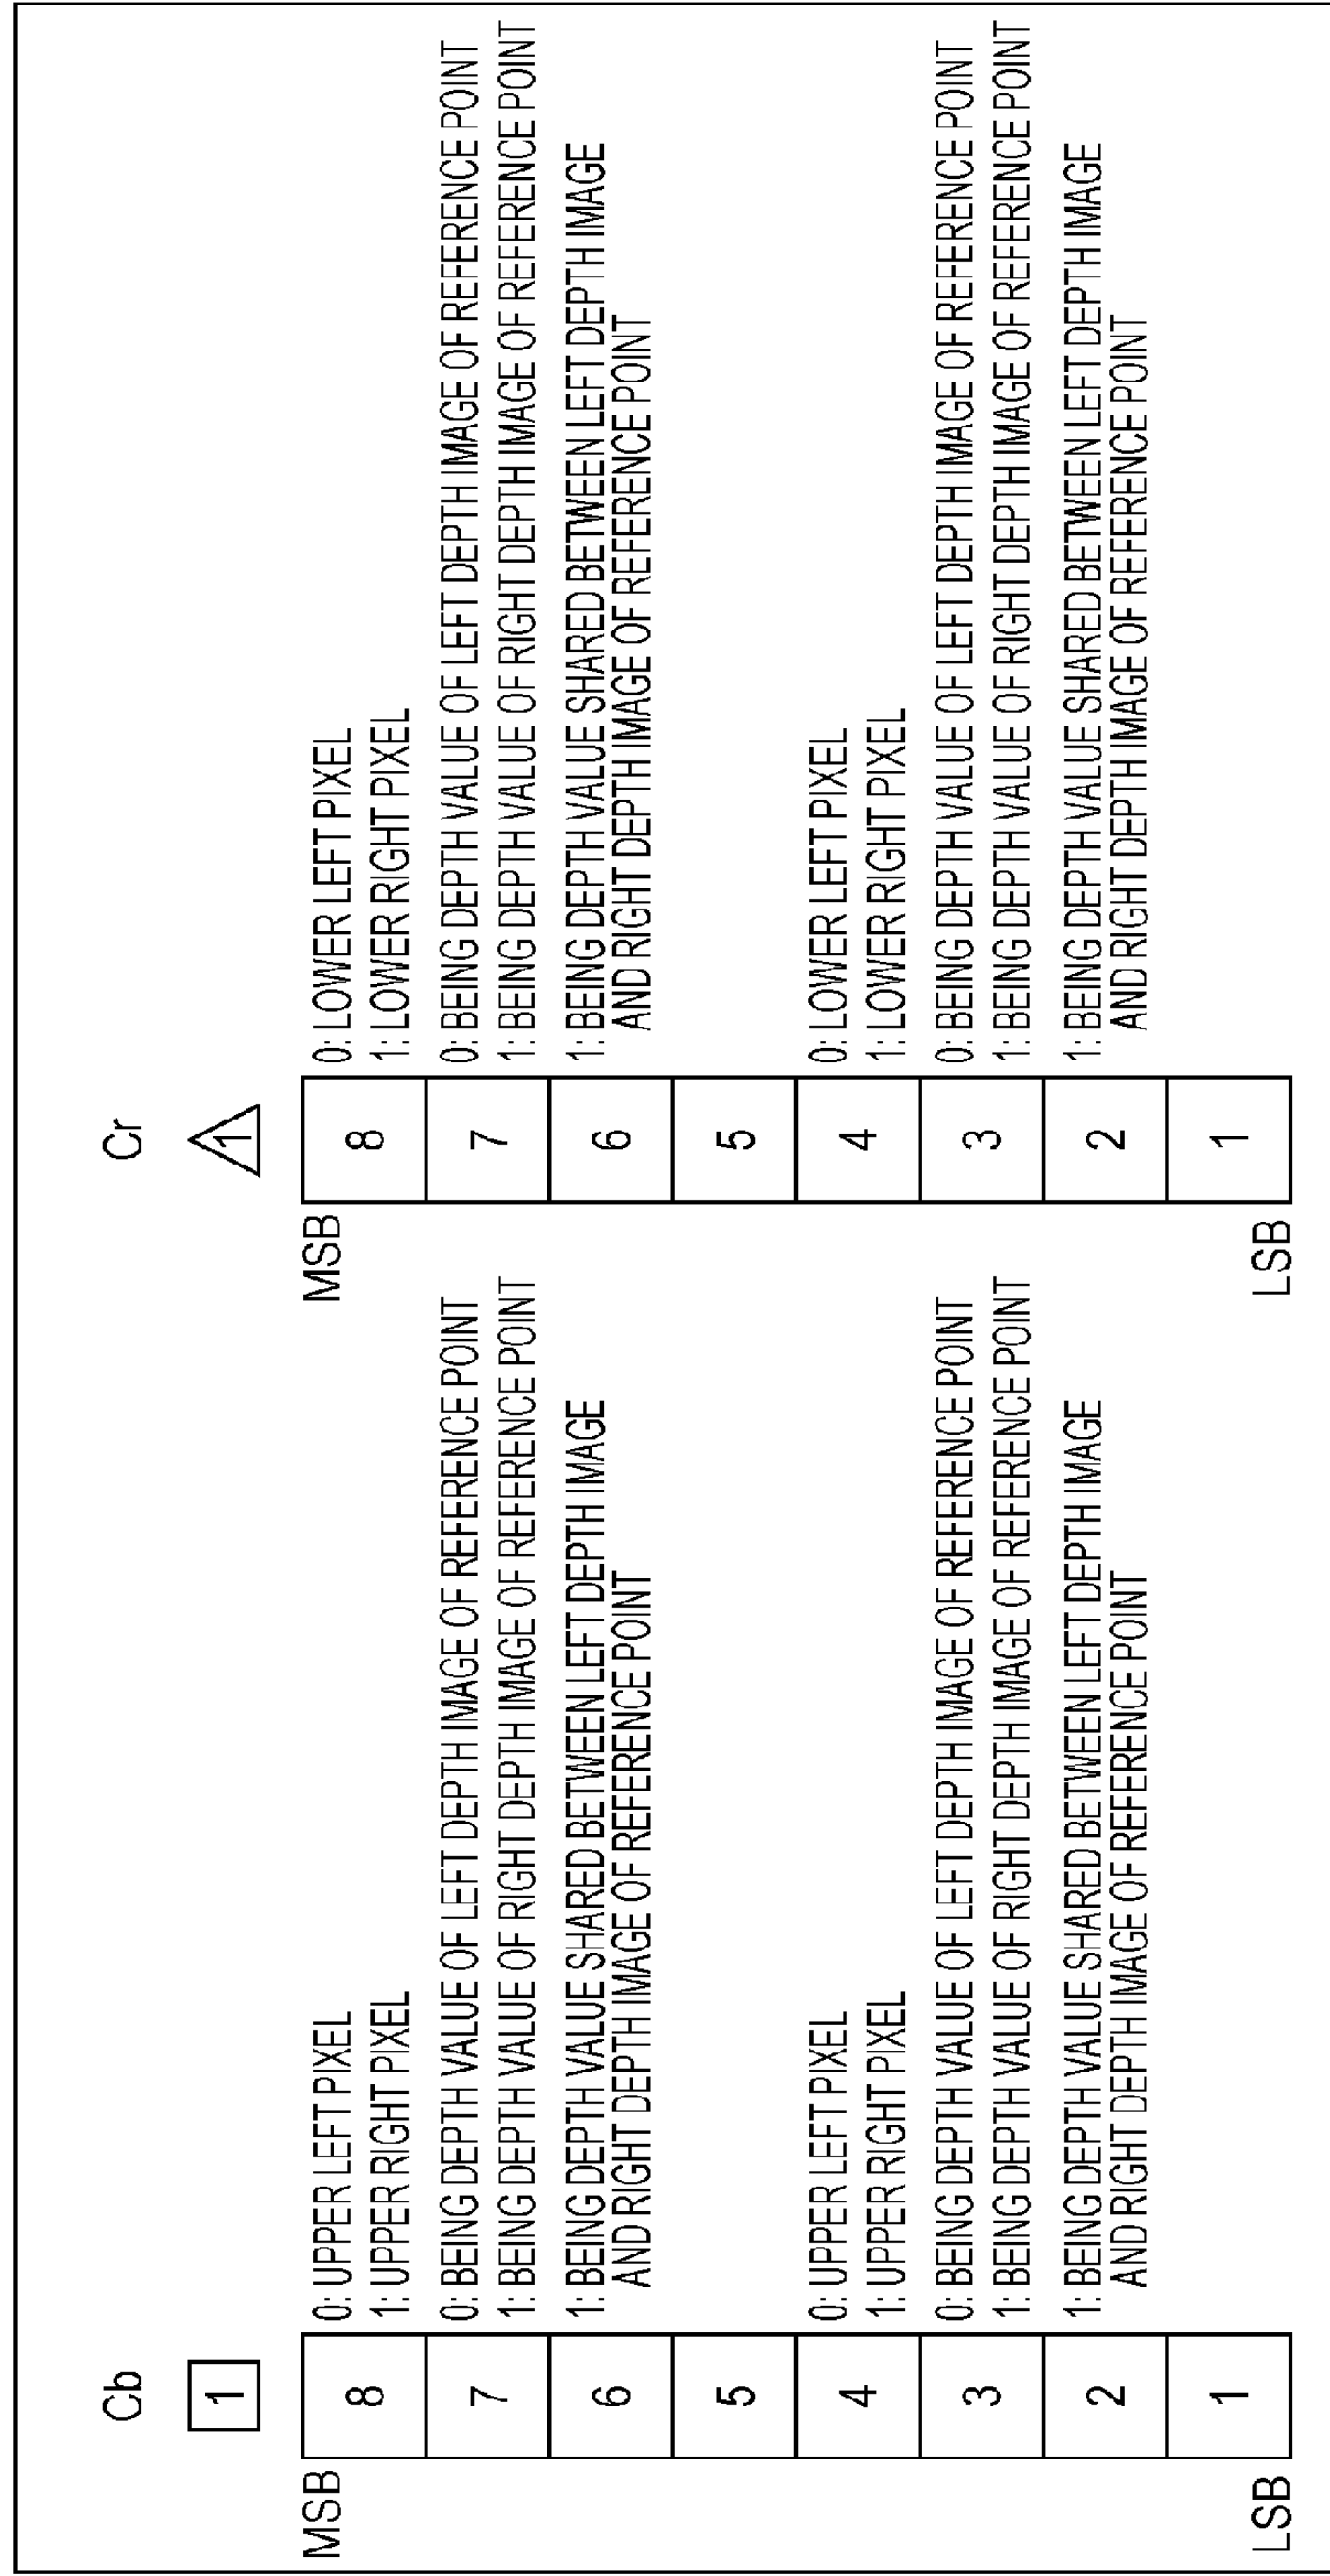 Cb
1
MSB
8
0: UPPER LEFT PIXEL
1: UPPER RIGHT PIXEL
7
0: BEING DEPTH VALUE OF LEFT DEPTH IMAGE OF REFERENCE POINT
1: BEING DEPTH VALUE OF RIGHT DEPTH IMAGE OF REFERENCE POINT
6
1: BEING DEPTH VALUE SHARED BETWEEN LEFT DEPTH IMAGE
AND RIGHT DEPTH IMAGE OF REFERENCE POINT
5
4
0: UPPER LEFT PIXEL
1: UPPER RIGHT PIXEL
3
0: BEING DEPTH VALUE OF LEFT DEPTH IMAGE OF REFERENCE POINT
1: BEING DEPTH VALUE OF RIGHT DEPTH IMAGE OF REFERENCE POINT
2
1: BEING DEPTH VALUE SHARED BETWEEN LEFT DEPTH IMAGE
AND RIGHT DEPTH IMAGE OF REFERENCE POINT
LSB
1
Cr
1
MSB
8
0: LOWER LEFT PIXEL
1: LOWER RIGHT PIXEL
7
0: BEING DEPTH VALUE OF LEFT DEPTH IMAGE OF REFERENCE POINT
1: BEING DEPTH VALUE OF RIGHT DEPTH IMAGE OF REFERENCE POINT
6
1: BEING DEPTH VALUE SHARED BETWEEN LEFT DEPTH IMAGE
AND RIGHT DEPTH IMAGE OF REFERENCE POINT
5
4
0: LOWER LEFT PIXEL
1: LOWER RIGHT PIXEL
3
0: BEING DEPTH VALUE OF LEFT DEPTH IMAGE OF REFERENCE POINT
1: BEING DEPTH VALUE OF RIGHT DEPTH IMAGE OF REFERENCE POINT
2
1: BEING DEPTH VALUE SHARED BETWEEN LEFT DEPTH IMAGE
AND RIGHT DEPTH IMAGE OF REFERENCE POINT
LSB
1